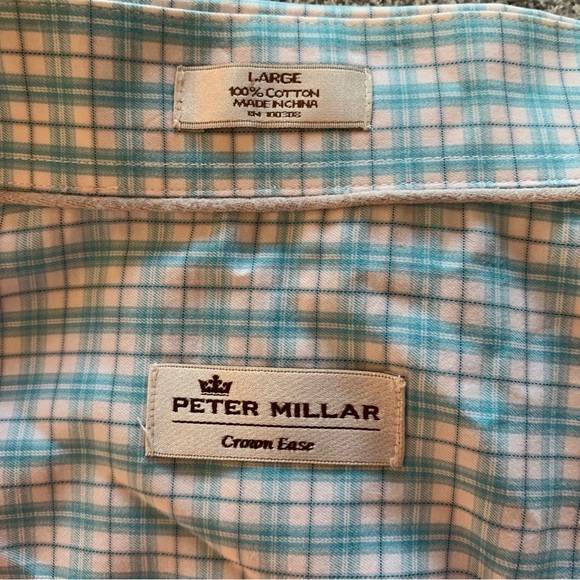 LARGE
100% COTTON
MADE IN CHINA
RN 100308
PETER MILLAR
Crown Ease